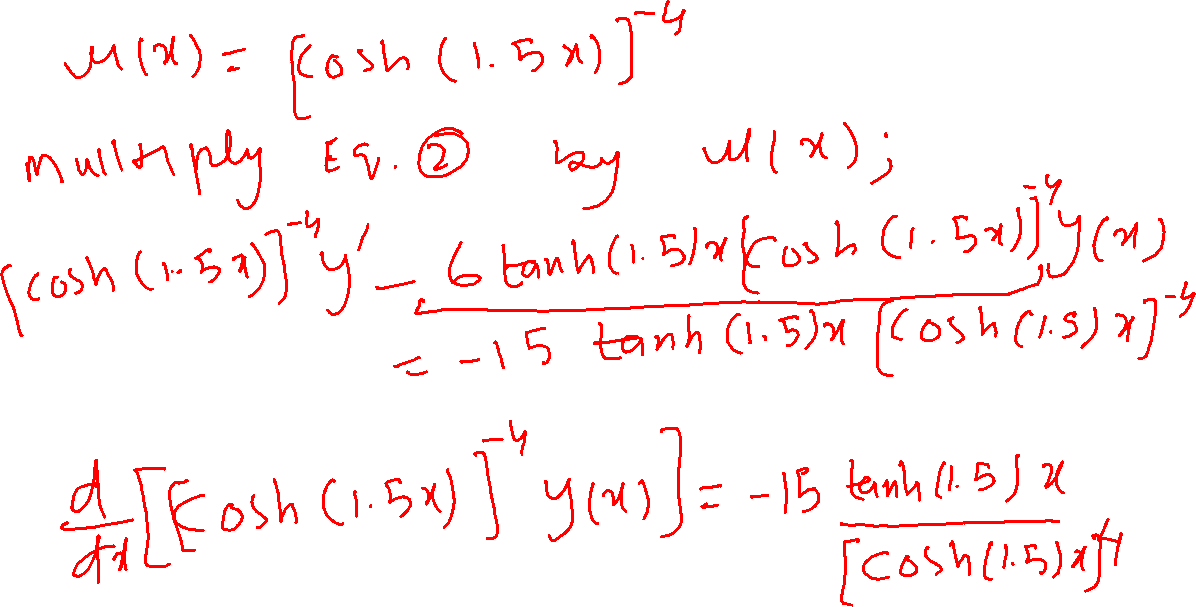 μ(x) = [cosh (1.5x)]^-4
multiply Eq. ② by μ(x);
[cosh (1.5x)]^-4 y' - 6 tanh(1.5)x [cosh (1.5x)]^-4 y(x)
= -15 tanh (1.5)x [cosh (1.5) x]^-4
d/dx [[cosh (1.5x)]^-4 y(x)] = -15 tanh(1.5) x / [cosh(1.5)x]^4